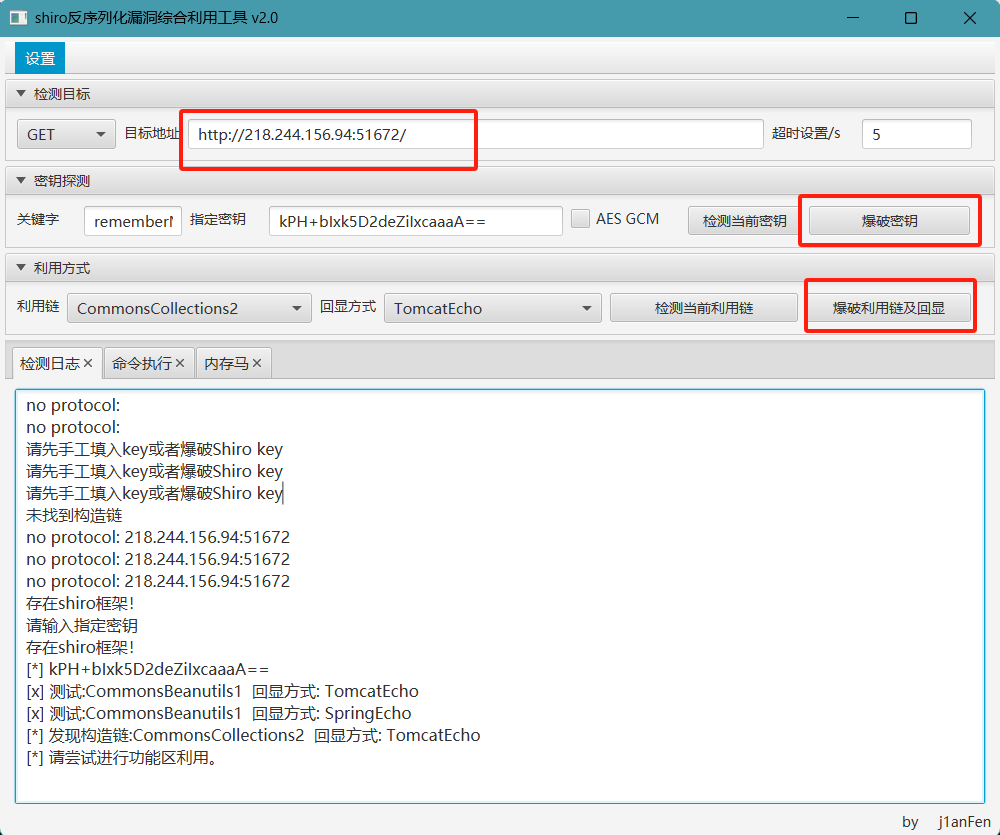 shiro反序列化漏洞综合利用工具 v2.0
设置
检测目标
GET 目标地址 http://218.244.156.94:51672/ 超时设置/s 5
密钥探测
关键字 指定密钥 kPH+bIxk5D2deZiIxcaaaA== AES GCM 检测当前密钥 爆破密钥
利用方式
利用链 CommonsCollections2 回显方式 TomcatEcho 检测当前利用链 爆破利用链及回显
检测日志 命令执行 内存马
no protocol:
no protocol:
请先手工填入key或者爆破Shiro key
请先手工填入key或者爆破Shiro key
请先手工填入key或者爆破Shiro key
未找到构造链
no protocol: 218.244.156.94:51672
no protocol: 218.244.156.94:51672
no protocol: 218.244.156.94:51672
存在shiro框架！
请输入指定密钥
存在shiro框架！
[*] kPH+bIxk5D2deZiIxcaaaA==
[x] 测试:CommonsBeanutils1 回显方式: TomcatEcho
[x] 测试:CommonsBeanutils1 回显方式: SpringEcho
[*] 发现构造链:CommonsCollections2 回显方式: TomcatEcho
[*] 请尝试进行功能区利用。
by j1anFen